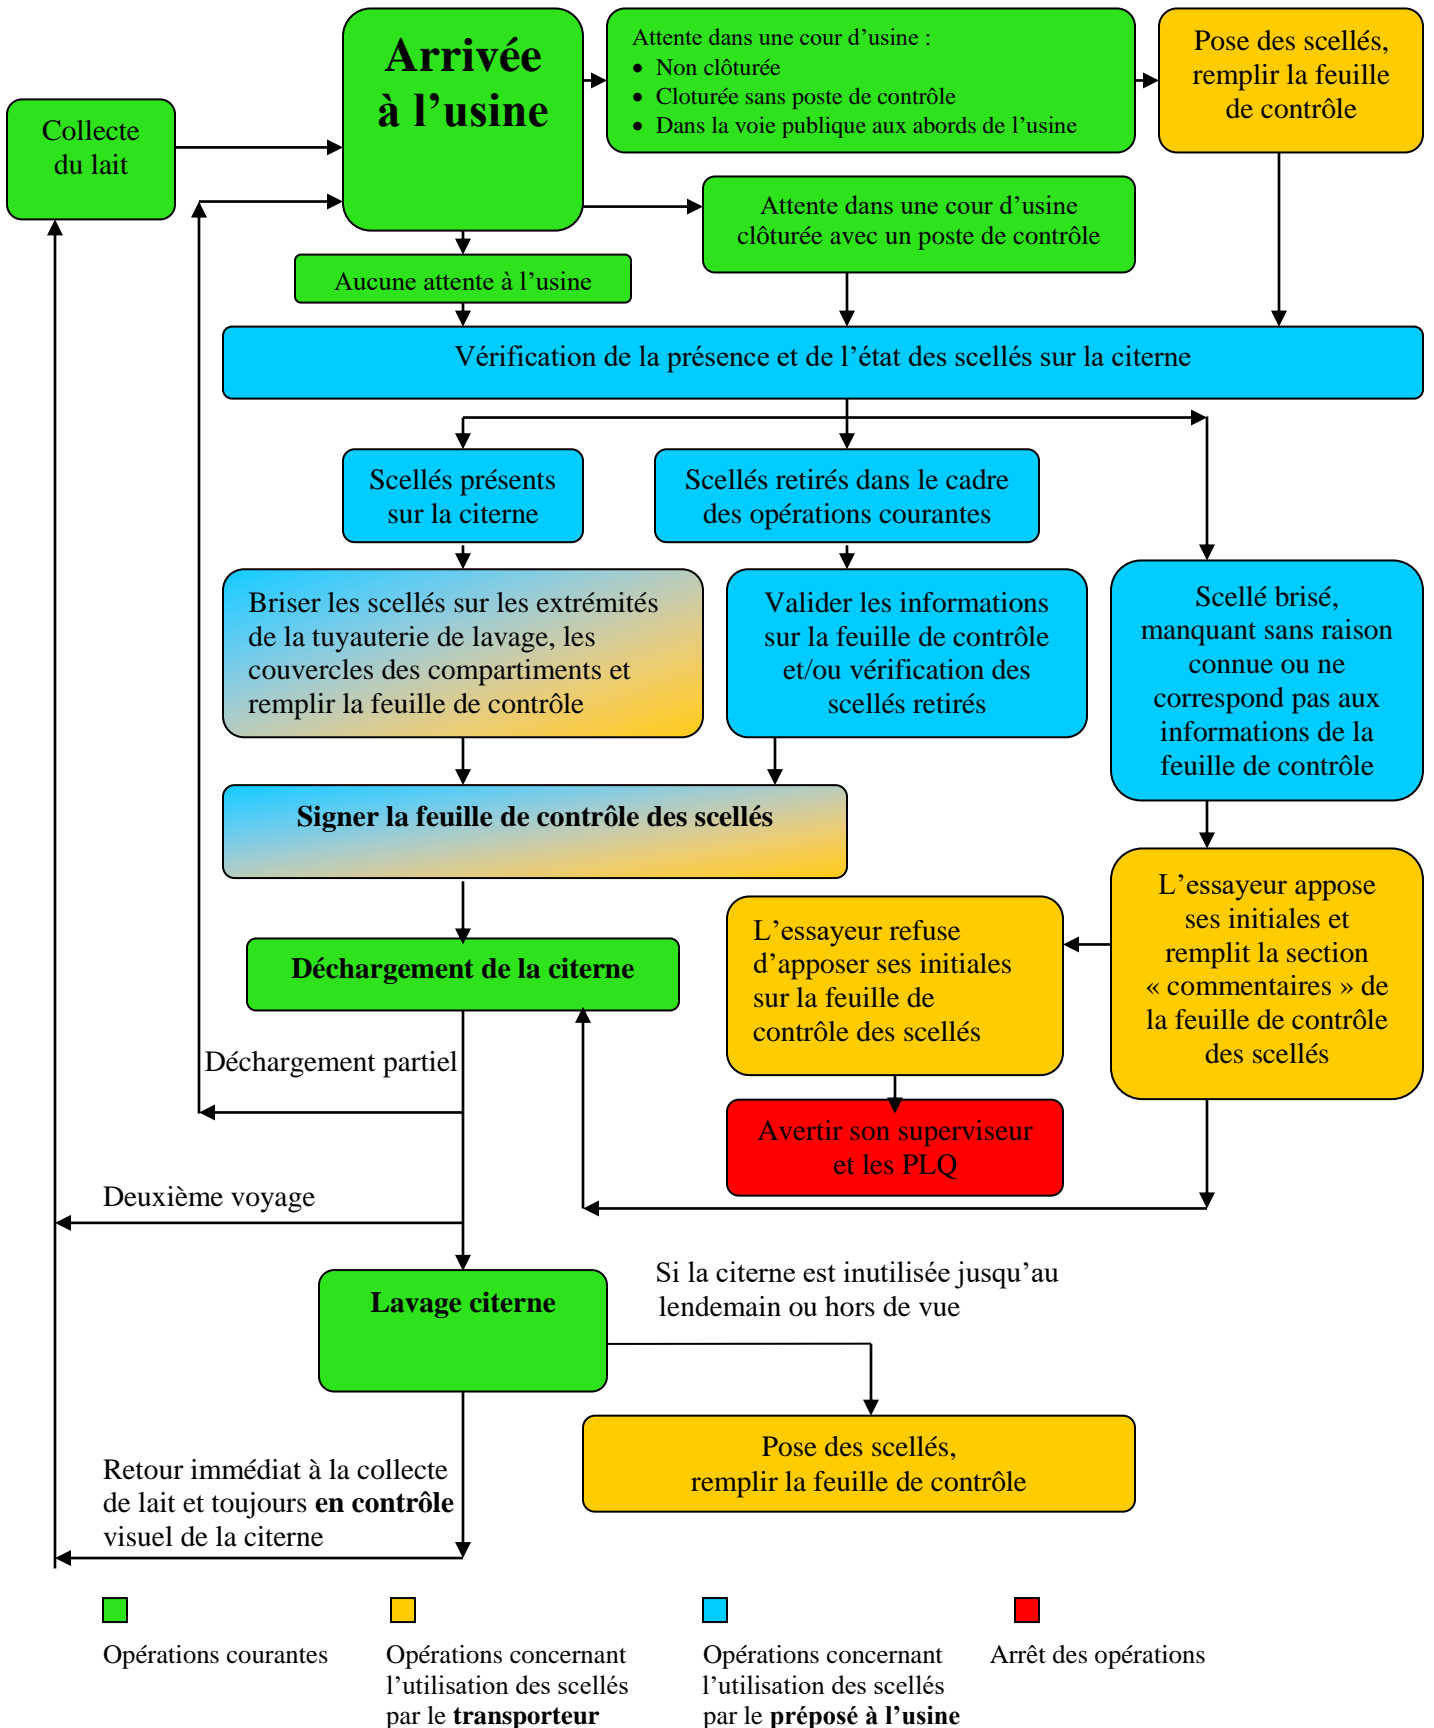 Arrivée
à l’usine
Attente dans une cour d’usine :
• Non clôturée
• Cloturée sans poste de contrôle
• Dans la voie publique aux abords de l’usine
Pose des scellés,
remplir la feuille
de contrôle
Collecte
du lait
Attente dans une cour d’usine
clôturée avec un poste de contrôle
Aucune attente à l’usine
Vérification de la présence et de l’état des scellés sur la citerne
Scellés présents
sur la citerne
Scellés retirés dans le cadre
des opérations courantes
Briser les scellés sur les extrémités
de la tuyauterie de lavage, les
couvercles des compartiments et
remplir la feuille de contrôle
Valider les informations
sur la feuille de contrôle
et/ou vérification des
scellés retirés
Scellé brisé,
manquant sans raison
connue ou ne
correspond pas aux
informations de la
feuille de contrôle
Signer la feuille de contrôle des scellés
L’essayeur appose
ses initiales et
remplit la section
« commentaires » de
la feuille de contrôle
des scellés
L’essayeur refuse
d’apposer ses initiales
sur la feuille de
contrôle des scellés
Déchargement de la citerne
Déchargement partiel
Avertir son superviseur
et les PLQ
Deuxième voyage
Si la citerne est inutilisée jusqu’au
lendemain ou hors de vue
Lavage citerne
Pose des scellés,
remplir la feuille de contrôle
Retour immédiat à la collecte
de lait et toujours en contrôle
visuel de la citerne
Opérations courantes
Opérations concernant
l’utilisation des scellés
par le transporteur
Opérations concernant
l’utilisation des scellés
par le préposé à l’usine
Arrêt des opérations